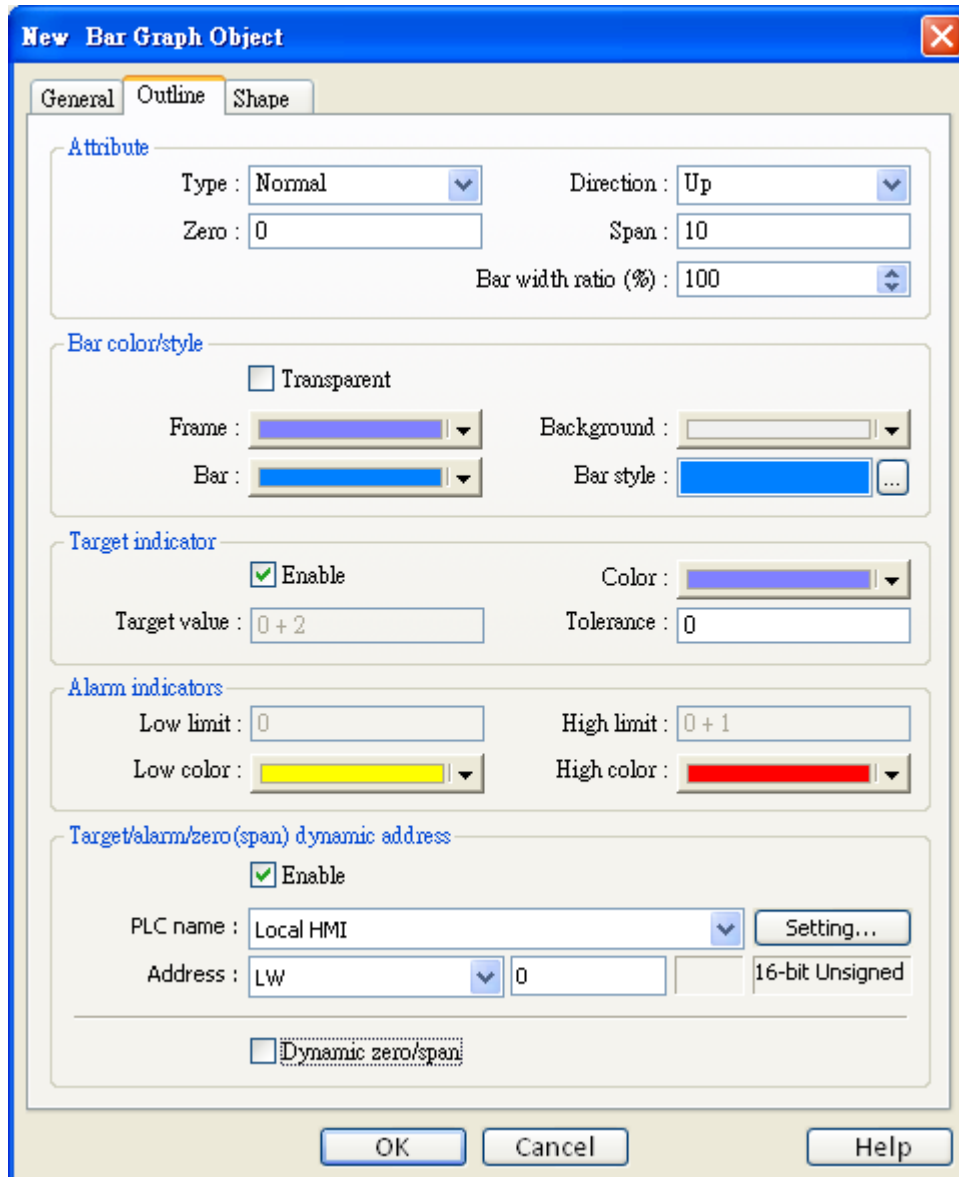 New Bar Graph Object
General Outline Shape
Attribute
Type : Normal Direction : Up
Zero : 0 Span : 10
Bar width ratio (%) : 100
Bar color/style
Transparent
Frame : Background :
Bar : Bar style : ...
Target indicator
Enable Color :
Target value : 0 + 2 Tolerance : 0
Alarm indicators
Low limit : 0 High limit : 0 + 1
Low color : High color :
Target/alarm/zero(span) dynamic address
Enable
PLC name : Local HMI Setting...
Address : LW 0 16-bit Unsigned
Dynamic zero/span
OK Cancel Help